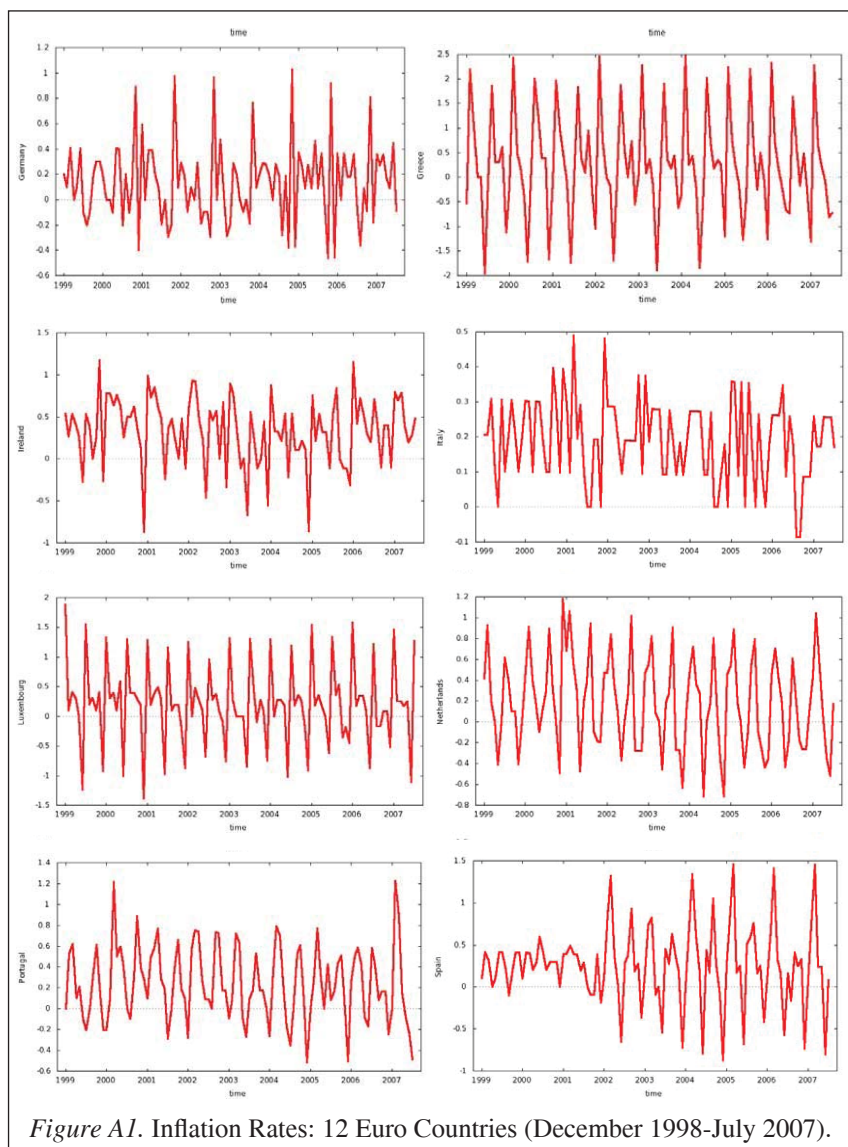 time
Germany
1.2
1
0.8
0.6
0.4
0.2
0
-0.2
-0.4
-0.6
1999 2000 2001 2002 2003 2004 2005 2006 2007
time
time
Greece
2.5
2
1.5
1
0.5
0
-0.5
-1
-1.5
-2
1999 2000 2001 2002 2003 2004 2005 2006 2007
time
Ireland
1.5
1
0.5
0
-0.5
-1
1999 2000 2001 2002 2003 2004 2005 2006 2007
time
Italy
0.5
0.4
0.3
0.2
0.1
0
-0.1
1999 2000 2001 2002 2003 2004 2005 2006 2007
time
Luxembourg
2
1.5
1
0.5
0
-0.5
-1
-1.5
1999 2000 2001 2002 2003 2004 2005 2006 2007
time
Netherlands
1.2
1
0.8
0.6
0.4
0.2
0
-0.2
-0.4
-0.6
-0.8
1999 2000 2001 2002 2003 2004 2005 2006 2007
time
Portugal
1.4
1.2
1
0.8
0.6
0.4
0.2
0
-0.2
-0.4
-0.6
1999 2000 2001 2002 2003 2004 2005 2006 2007
time
Spain
1.5
1
0.5
0
-0.5
-1
1999 2000 2001 2002 2003 2004 2005 2006 2007
time
Figure A1. Inflation Rates: 12 Euro Countries (December 1998-July 2007).